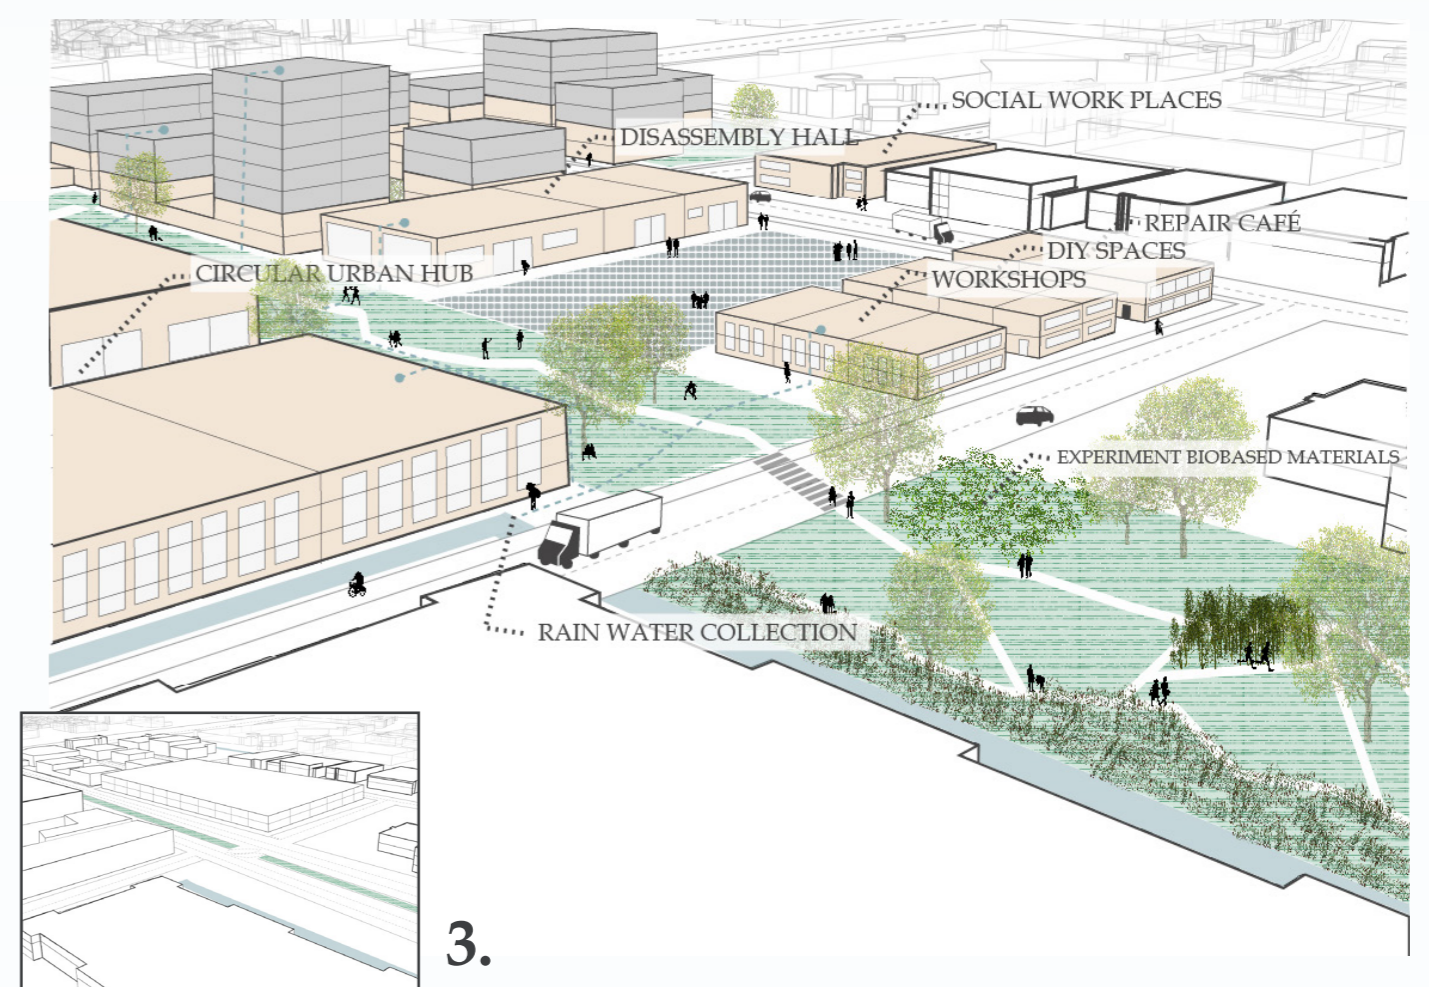 SOCIAL WORK PLACES
DISASSEMBLY HALL
REPAIR CAFÉ
DIY SPACES
CIRCULAR URBAN HUB
WORKSHOPS
EXPERIMENT BIOBASED MATERIALS
RAIN WATER COLLECTION
3.